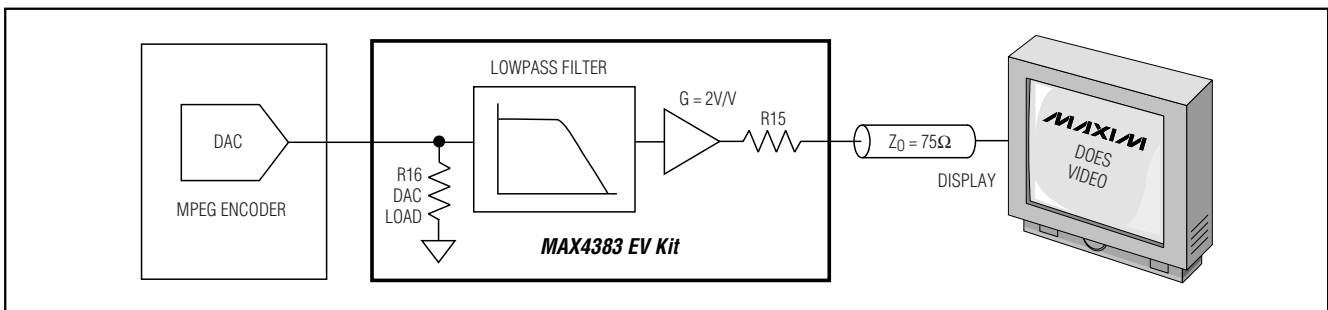 DAC
MPEG ENCODER
LOWPASS FILTER
G = 2V/V
R15
R16
DAC
LOAD
MAX4383 EV Kit
Z0 = 75Ω
DISPLAY
MAXIM
DOES
VIDEO